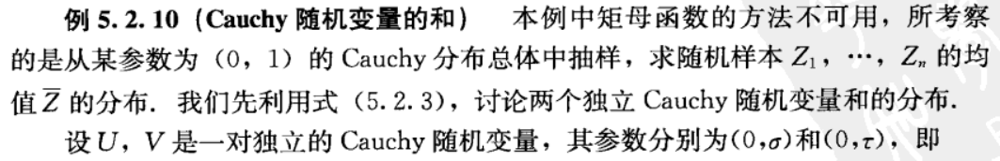 例 5.2.10 (Cauchy 随机变量的和) 本例中矩母函数的方法不可用,所考察
的是从某参数为(0,1)的 Cauchy 分布总体中抽样,求随机样本 Z₁,…,Zₙ 的均
值 Z̅ 的分布. 我们先利用式(5.2.3),讨论两个独立 Cauchy 随机变量和的分布.
设 U,V 是一对独立的 Cauchy 随机变量,其参数分别为(0,σ)和(0,τ),即